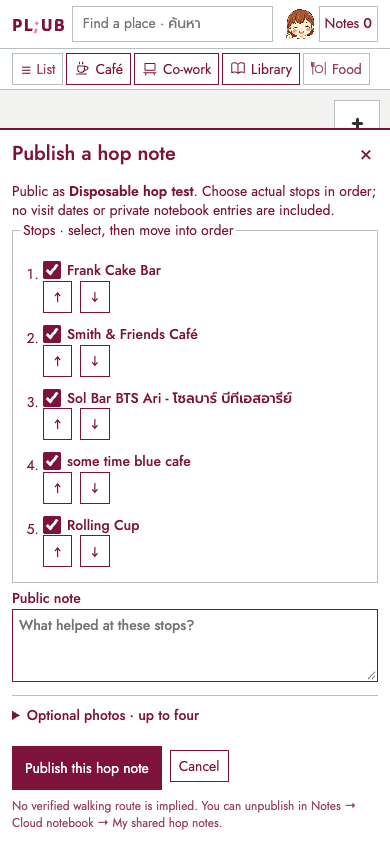 PL:UB
Find a place · ค้นหา
Notes 0
List
Café
Co-work
Library
Food
+
Publish a hop note
×
Public as Disposable hop test. Choose actual stops in order;
no visit dates or private notebook entries are included.
Stops · select, then move into order
1. Frank Cake Bar
↑ ↓
2. Smith & Friends Café
↑ ↓
3. Sol Bar BTS Ari - โซลบาร์ บีทีเอสอารีย์
↑ ↓
4. some time blue cafe
↑ ↓
5. Rolling Cup
↑ ↓
Public note
What helped at these stops?
Optional photos · up to four
Publish this hop note
Cancel
No verified walking route is implied. You can unpublish in Notes →
Cloud notebook → My shared hop notes.